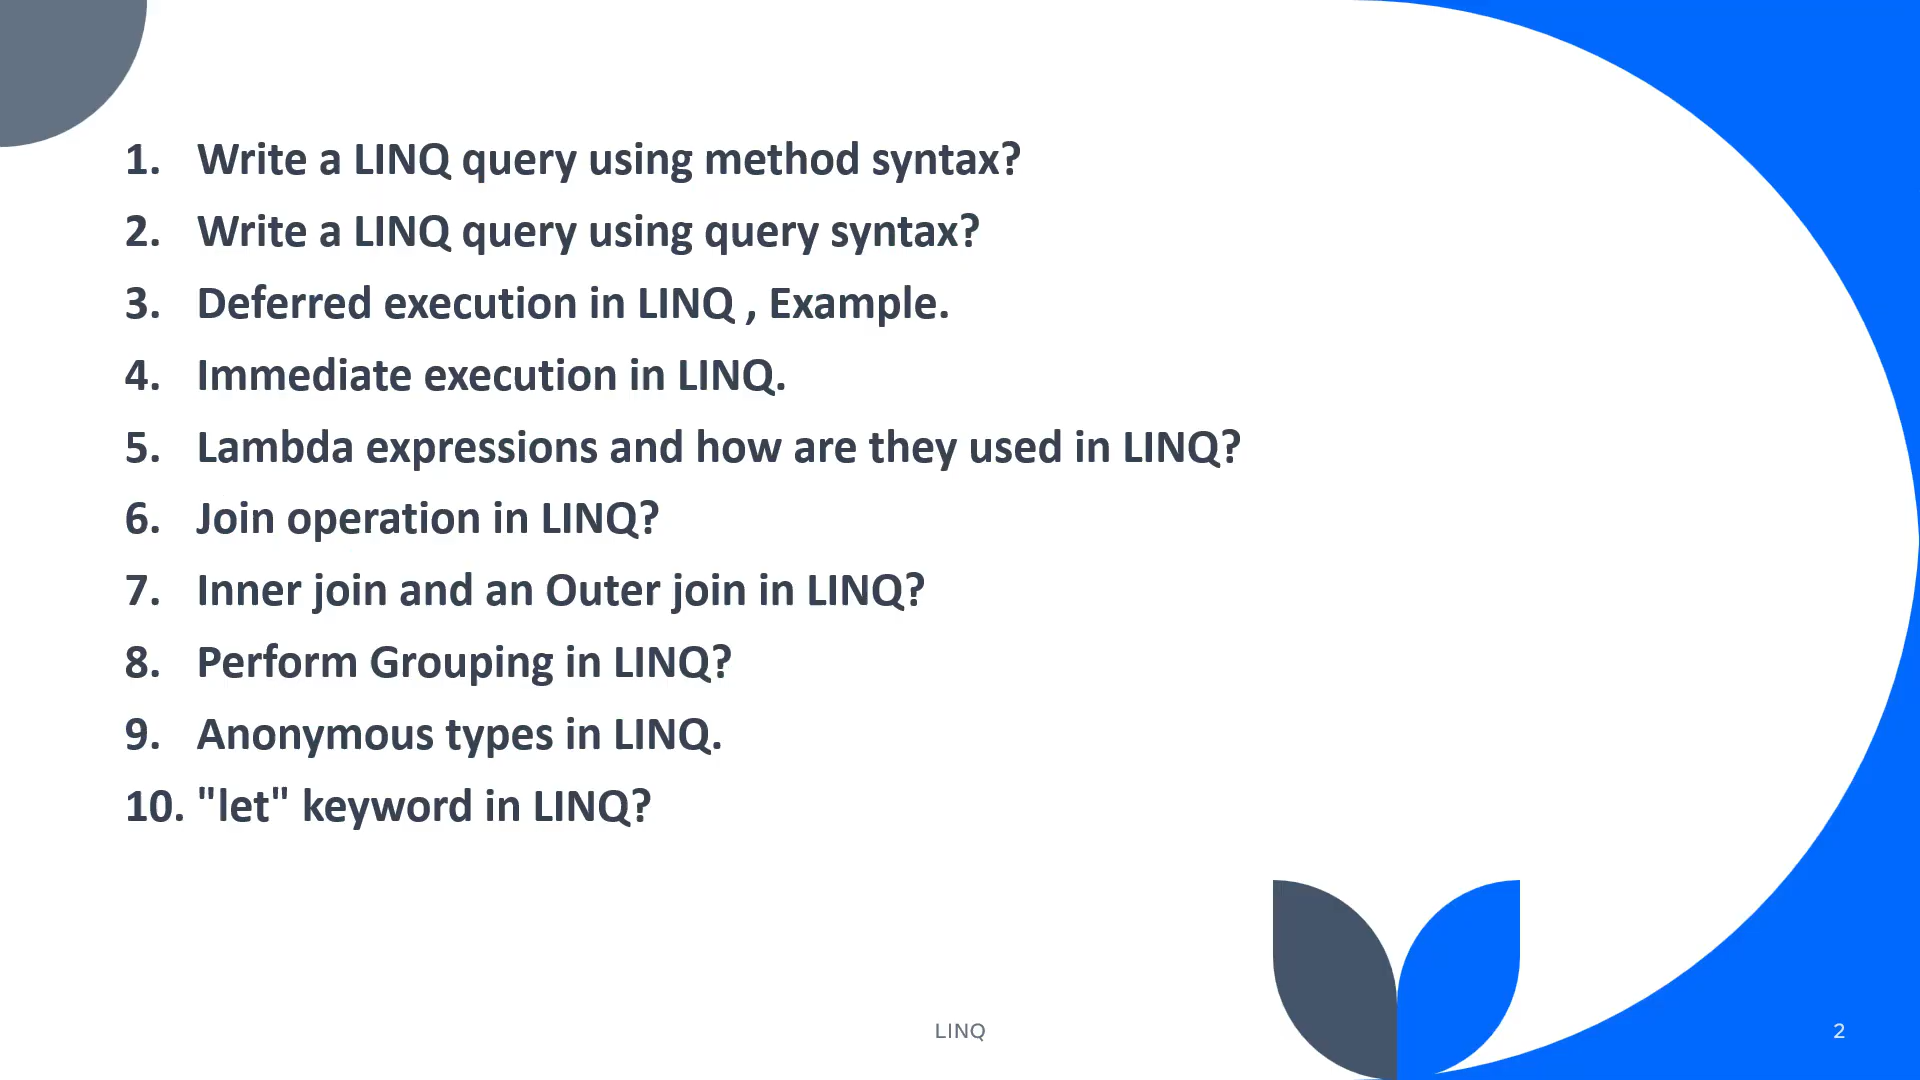 1. Write a LINQ query using method syntax?
2. Write a LINQ query using query syntax?
3. Deferred execution in LINQ , Example.
4. Immediate execution in LINQ.
5. Lambda expressions and how are they used in LINQ?
6. Join operation in LINQ?
7. Inner join and an Outer join in LINQ?
8. Perform Grouping in LINQ?
9. Anonymous types in LINQ.
10. "let" keyword in LINQ?
LINQ
2